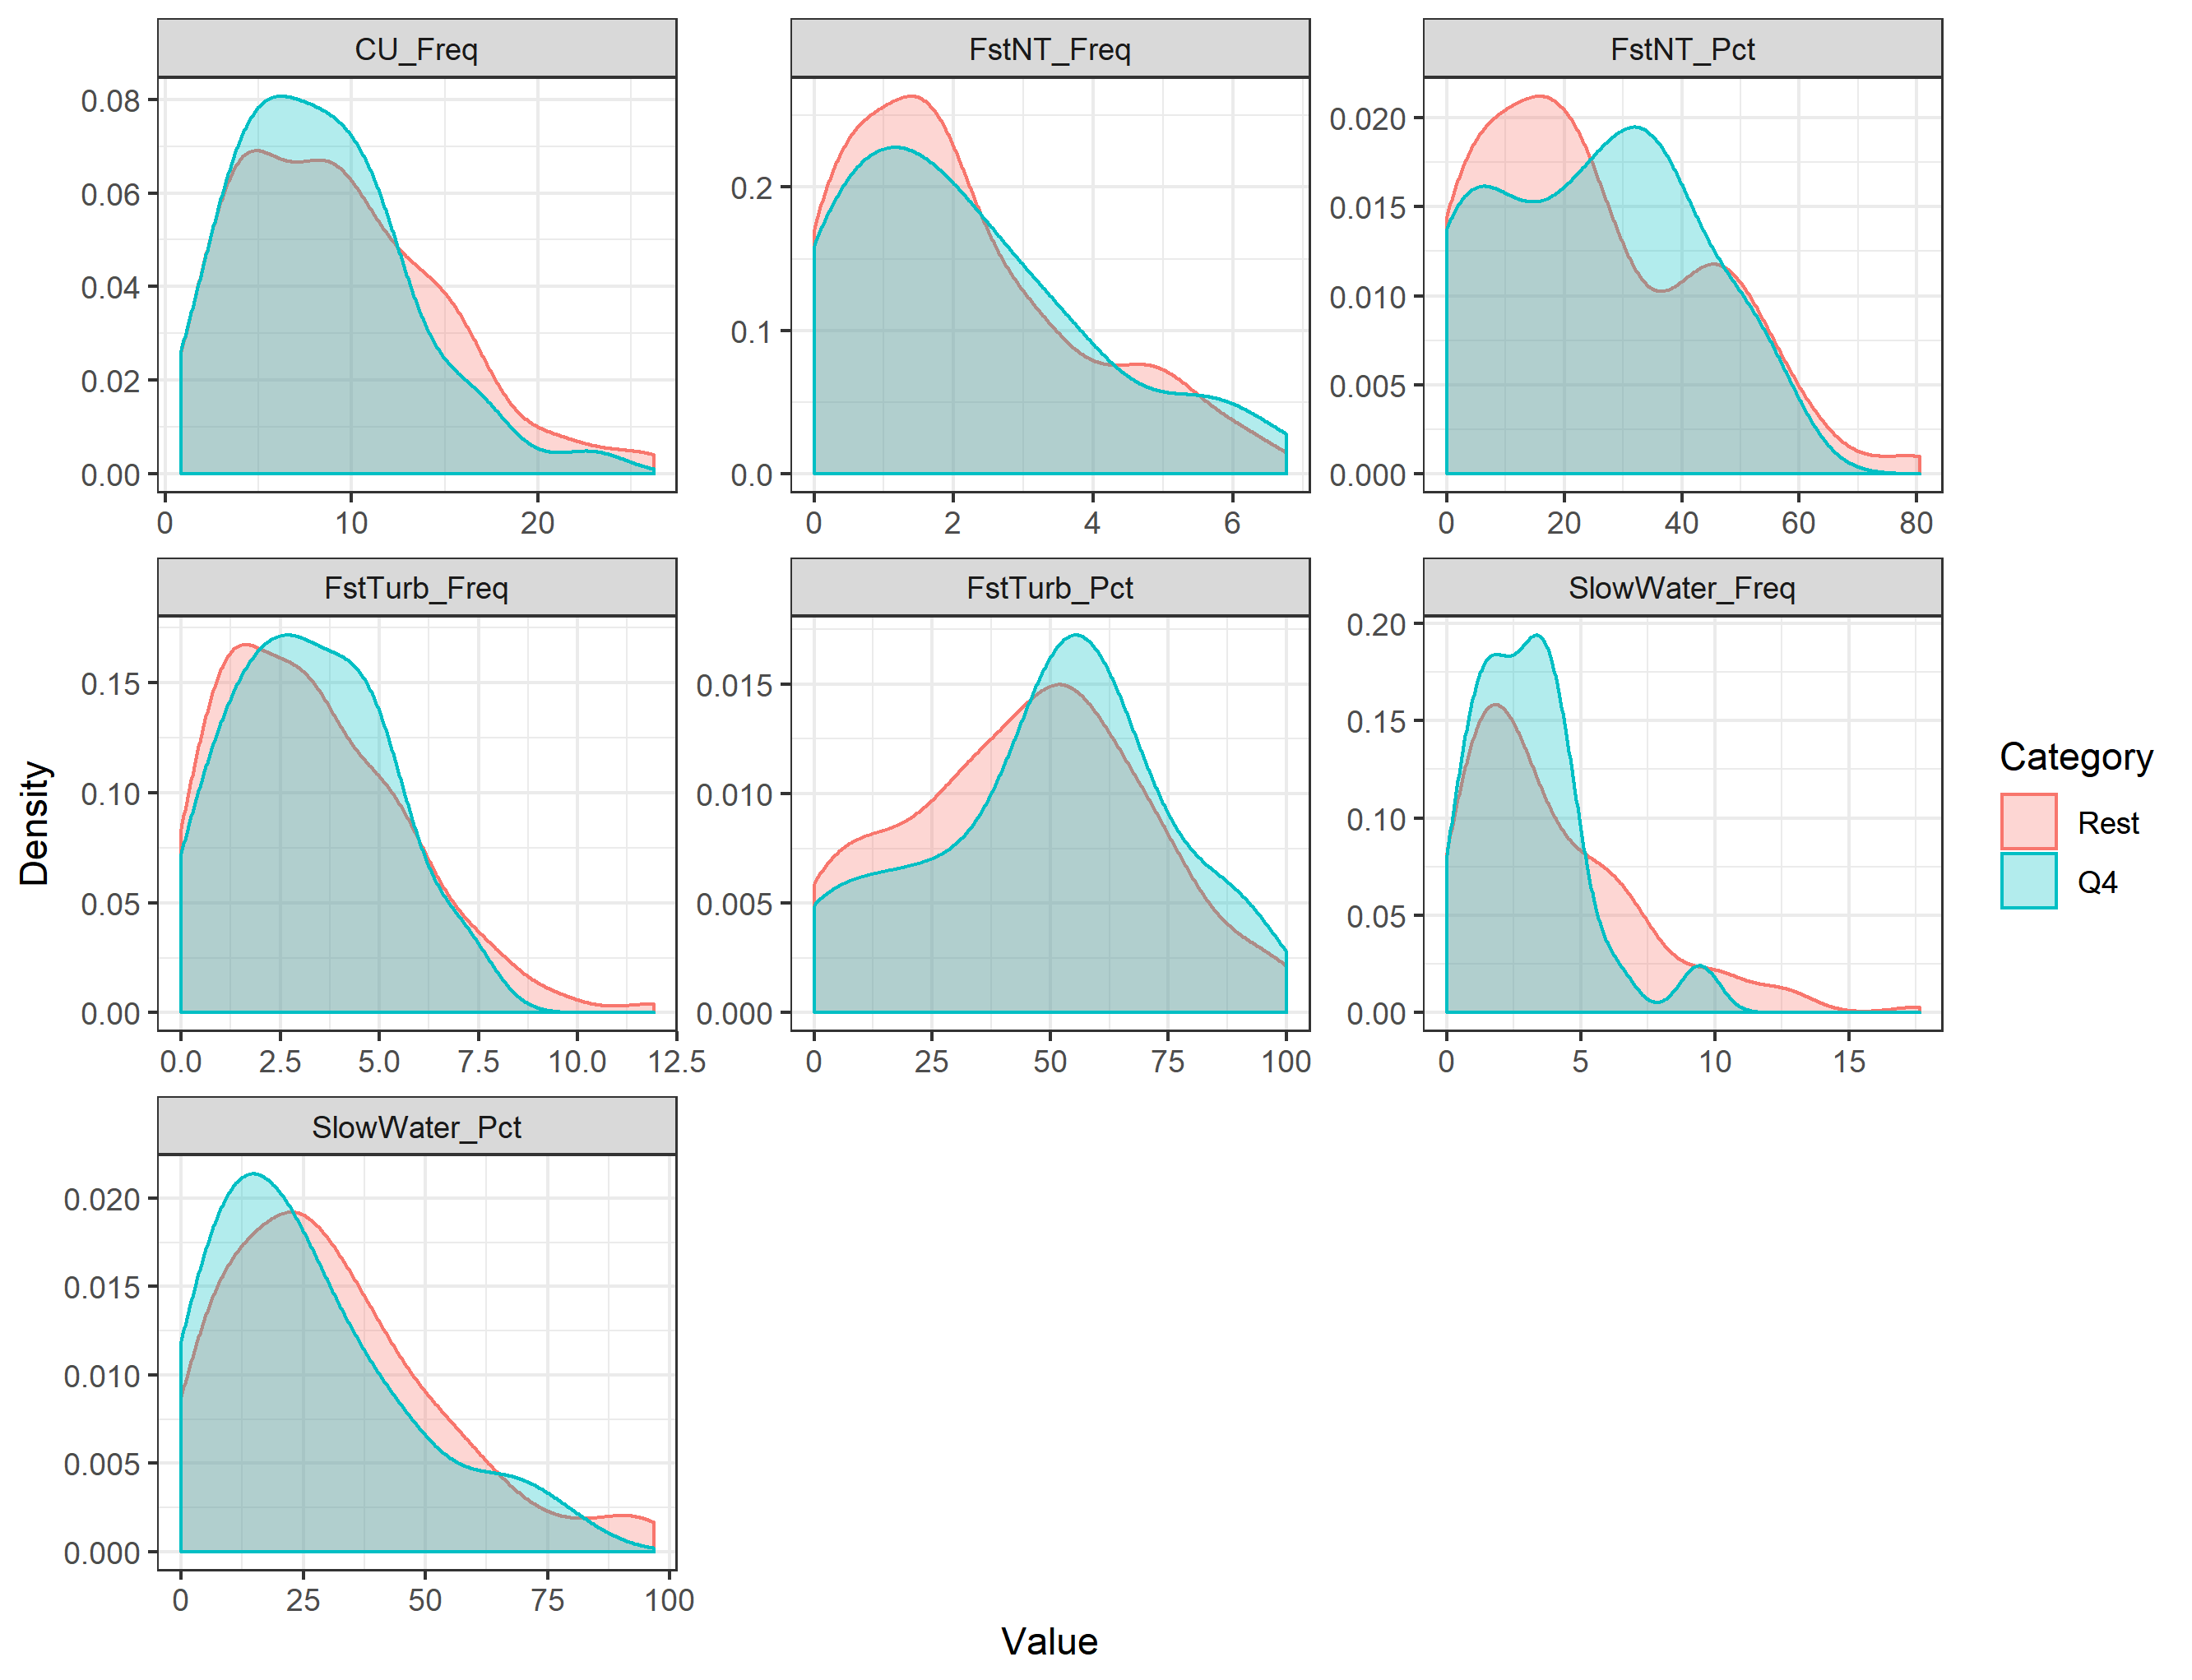 CU_Freq
FstNT_Freq
FstNT_Pct
0.08
0.06
0.04
0.02
0.00
0 10 20
0.2
0.1
0.0
0 2 4 6
0.020
0.015
0.010
0.005
0.000
0 20 40 60 80
FstTurb_Freq
FstTurb_Pct
SlowWater_Freq
0.15
0.10
0.05
0.00
0.0 2.5 5.0 7.5 10.0 12.5
0.015
0.010
0.005
0.000
0 25 50 75 100
0.20
0.15
0.10
0.05
0.00
0 5 10 15
SlowWater_Pct
0.020
0.015
0.010
0.005
0.000
0 25 50 75 100
Density
Value
Category
Rest
Q4